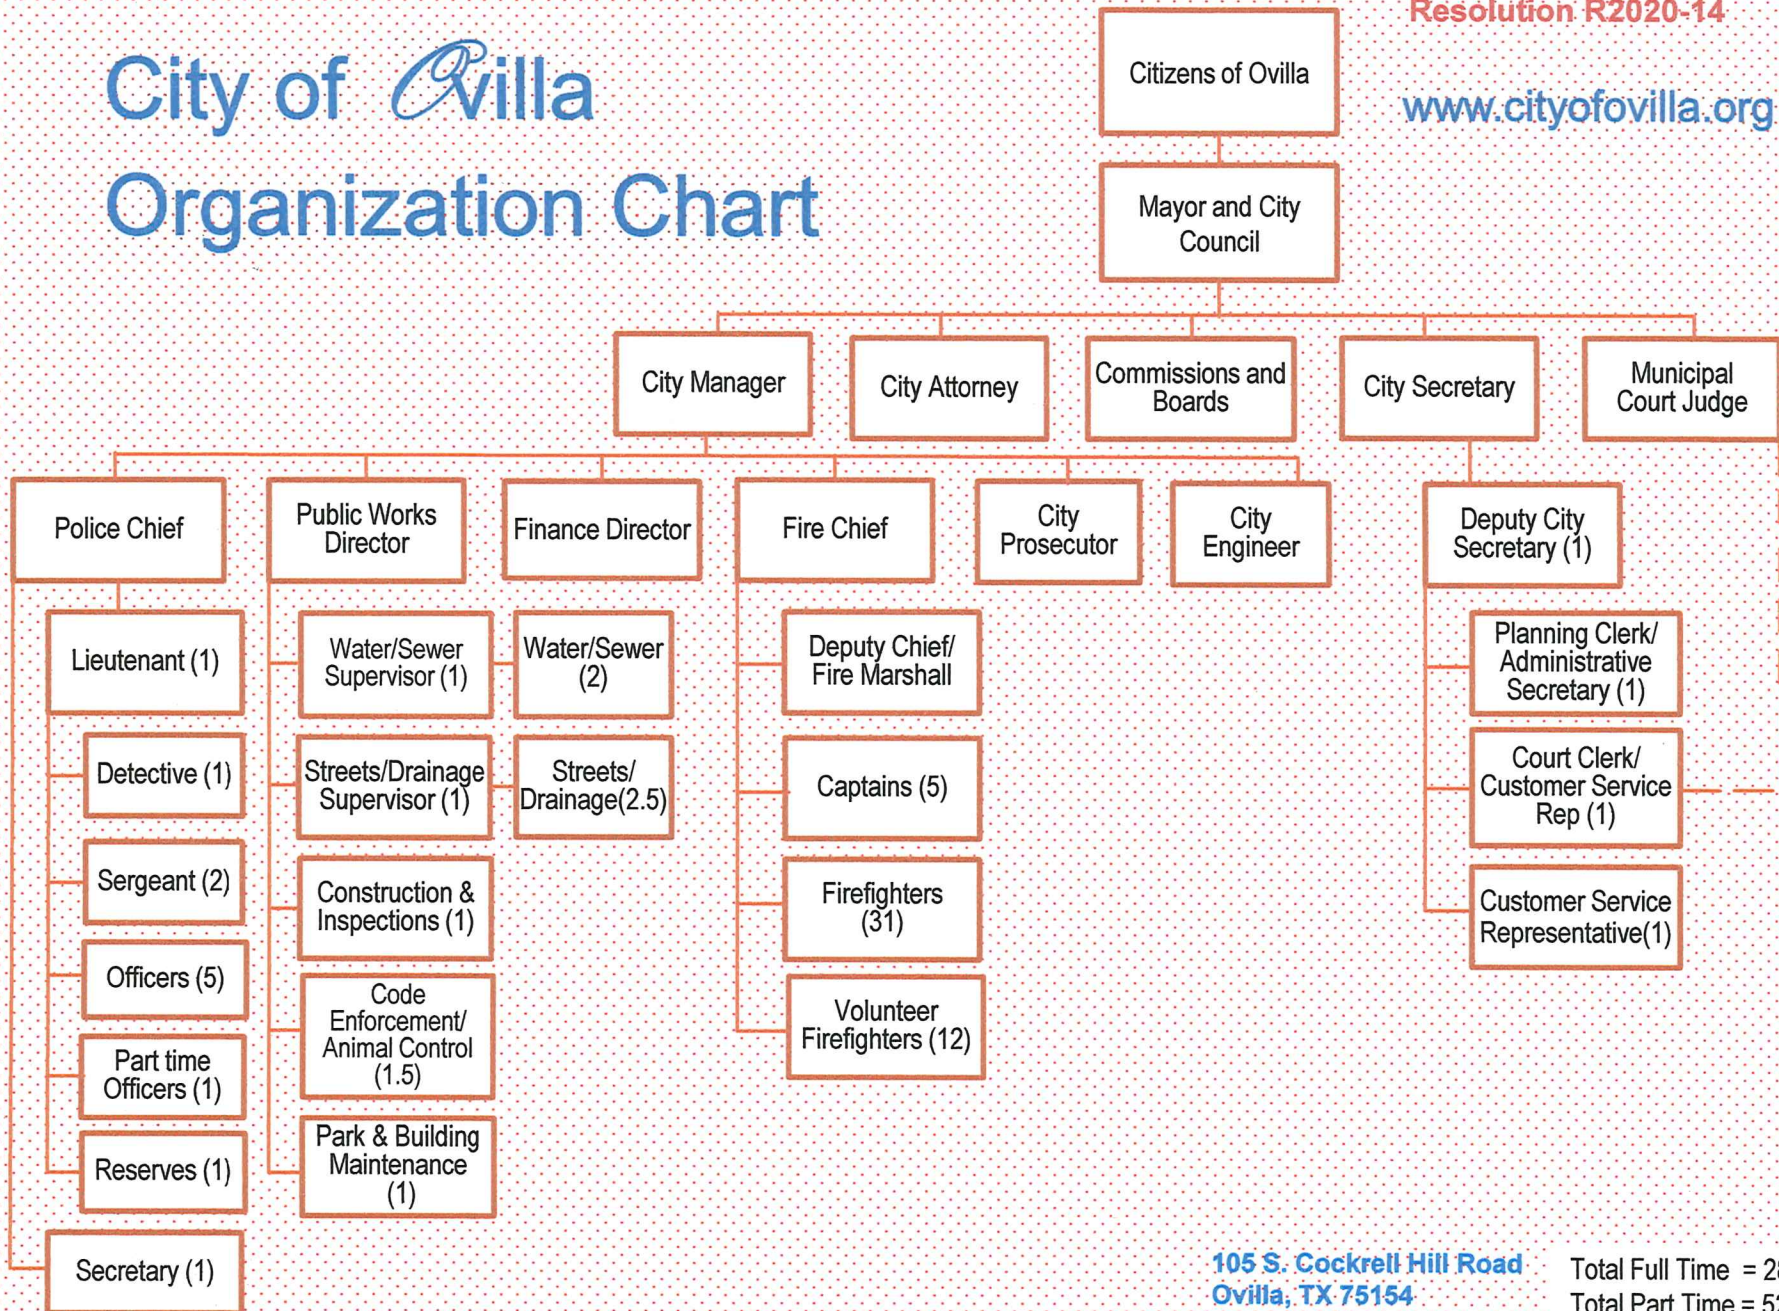 Resolution R2020-14
City of Ovilla
Organization Chart
www.cityofovilla.org
Citizens of Ovilla
Mayor and City
Council
City Manager
City Attorney
Commissions and
Boards
City Secretary
Municipal
Court Judge
Police Chief
Public Works
Director
Finance Director
Fire Chief
City
Prosecutor
City
Engineer
Deputy City
Secretary (1)
Lieutenant (1)
Detective (1)
Sergeant (2)
Officers (5)
Part time
Officers (1)
Reserves (1)
Secretary (1)
Water/Sewer
Supervisor (1)
Water/Sewer
(2)
Streets/Drainage
Supervisor (1)
Streets/
Drainage(2.5)
Construction &
Inspections (1)
Code
Enforcement/
Animal Control
(1.5)
Park & Building
Maintenance
(1)
Deputy Chief/
Fire Marshall
Captains (5)
Firefighters
(31)
Volunteer
Firefighters (12)
Planning Clerk/
Administrative
Secretary (1)
Court Clerk/
Customer Service
Rep (1)
Customer Service
Representative(1)
105 S. Cockrell Hill Road
Ovilla, TX 75154
Total Full Time = 28
Total Part Time =